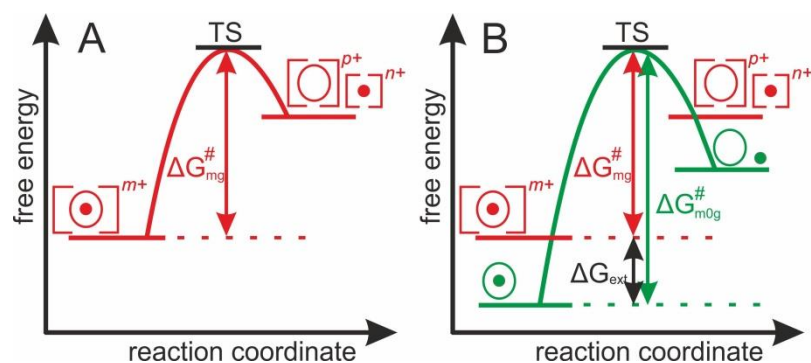 A
TS
[ ]p+ [ ]n+
ΔG#mg
[ ]m+
free energy
reaction coordinate
B
TS
[ ]p+ [ ]n+
ΔG#mg
[ ]m+
ΔG#m0g
ΔGext
free energy
reaction coordinate